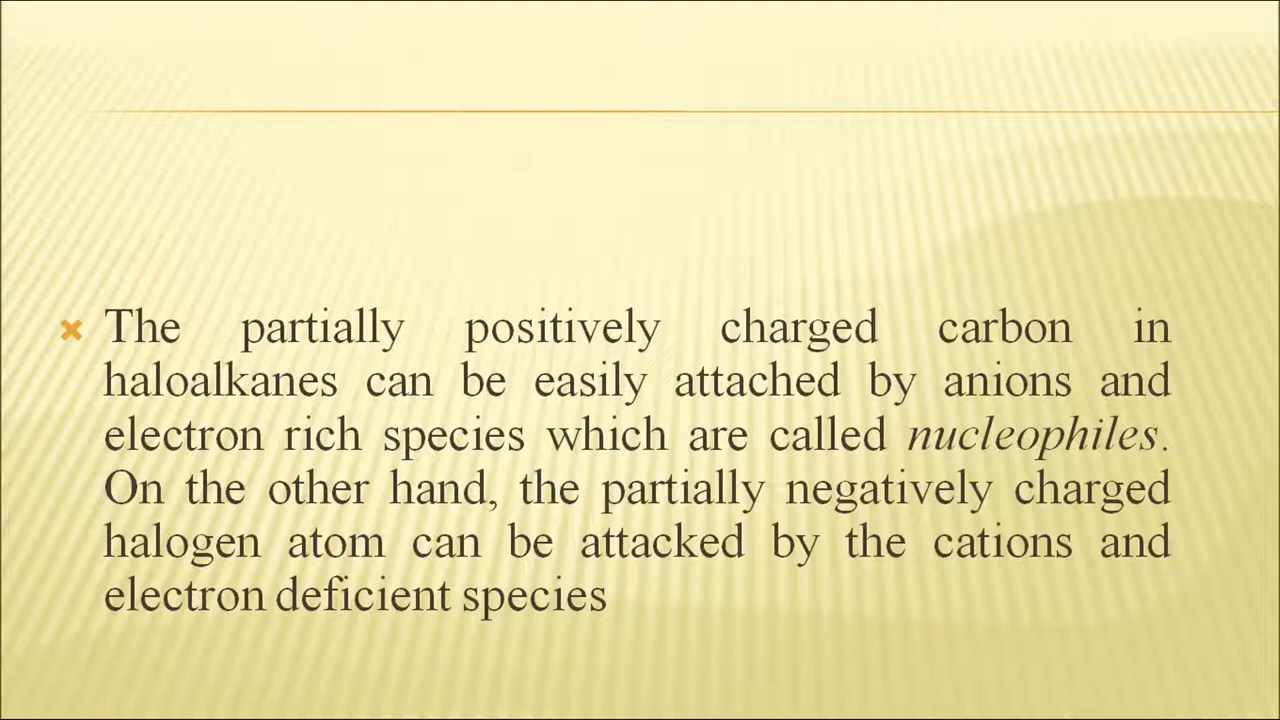 The partially positively charged carbon in
haloalkanes can be easily attached by anions and
electron rich species which are called nucleophiles.
On the other hand, the partially negatively charged
halogen atom can be attacked by the cations and
electron deficient species